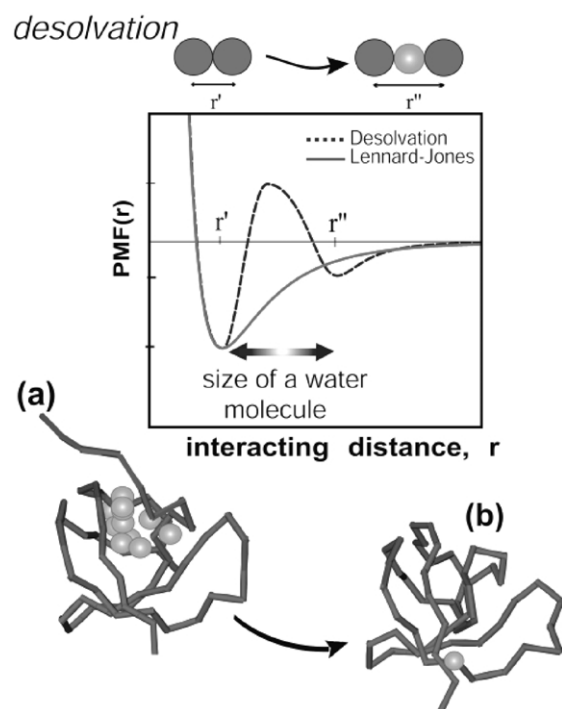 desolvation
r' r"
Desolvation
Lennard-Jones
r' r"
PMF(r)
size of a water
molecule
interacting distance, r
(a)
(b)